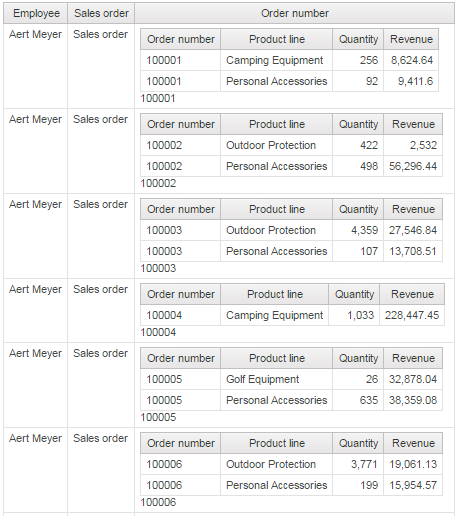 Employee Sales order Order number
Aert Meyer Sales order
Order number Product line Quantity Revenue
100001 Camping Equipment 256 8,624.64
100001 Personal Accessories 92 9,411.6
100001
Aert Meyer Sales order
Order number Product line Quantity Revenue
100002 Outdoor Protection 422 2,532
100002 Personal Accessories 498 56,296.44
100002
Aert Meyer Sales order
Order number Product line Quantity Revenue
100003 Outdoor Protection 4,359 27,546.84
100003 Personal Accessories 107 13,708.51
100003
Aert Meyer Sales order
Order number Product line Quantity Revenue
100004 Camping Equipment 1,033 228,447.45
100004
Aert Meyer Sales order
Order number Product line Quantity Revenue
100005 Golf Equipment 26 32,878.04
100005 Personal Accessories 635 38,359.08
100005
Aert Meyer Sales order
Order number Product line Quantity Revenue
100006 Outdoor Protection 3,771 19,061.13
100006 Personal Accessories 199 15,954.57
100006